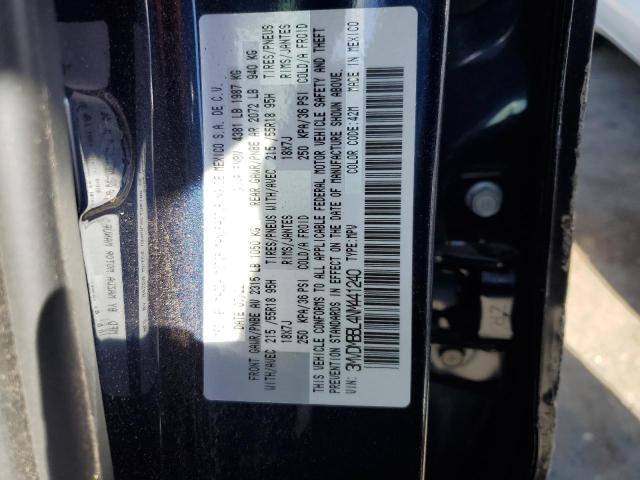 MEXICO S.A. DE C.V.
DATE
4381 LB 1987 KG
FRONT GAWR/PNBE AV 2315 LB 1050 KG REAR GAWR/PNBE AR 2072 LB 940 KG
WITH/AVEC 215 /55R18 95H TIRES/PNEUS WITH/AVEC 215 /55R18 95H TIRES/PNEUS
18X7J RIMS/JANTES 18X7J RIMS/JANTES
250 KPA/36 PSI COLD/A FROID 250 KPA/36 PSI COLD/A FROID
THIS VEHICLE CONFORMS TO ALL APPLICABLE FEDERAL MOTOR VEHICLE SAFETY AND THEFT
PREVENTION STANDARDS IN EFFECT ON THE DATE OF MANUFACTURE SHOWN ABOVE.
VIN: 3MVDMBBL4NM441240 TYPE:MPV COLOR CODE:42M MADE IN MEXICO